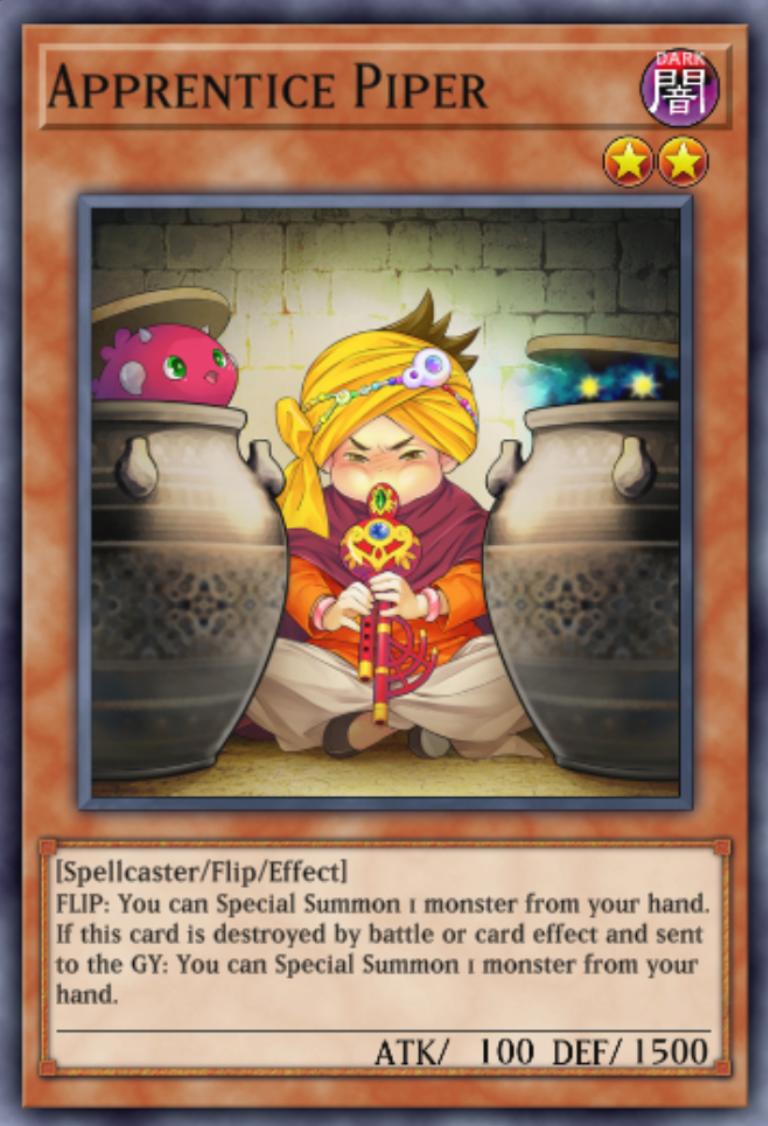 APPRENTICE PIPER
DARK
闇
[Spellcaster/Flip/Effect]
FLIP: You can Special Summon 1 monster from your hand.
If this card is destroyed by battle or card effect and sent
to the GY: You can Special Summon 1 monster from your
hand.
ATK/ 100 DEF/ 1500